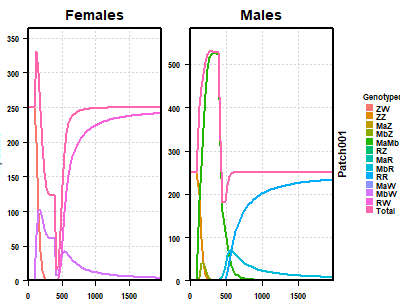 Females
Males
350
300
250
200
150
100
50
0
0
500
1000
1500
500
400
300
200
100
0
0
500
1000
1500
Patch001
Genotype
ZW
ZZ
MaZ
MbZ
MaMb
RZ
MaR
MbR
RR
MaW
MbW
RW
Total